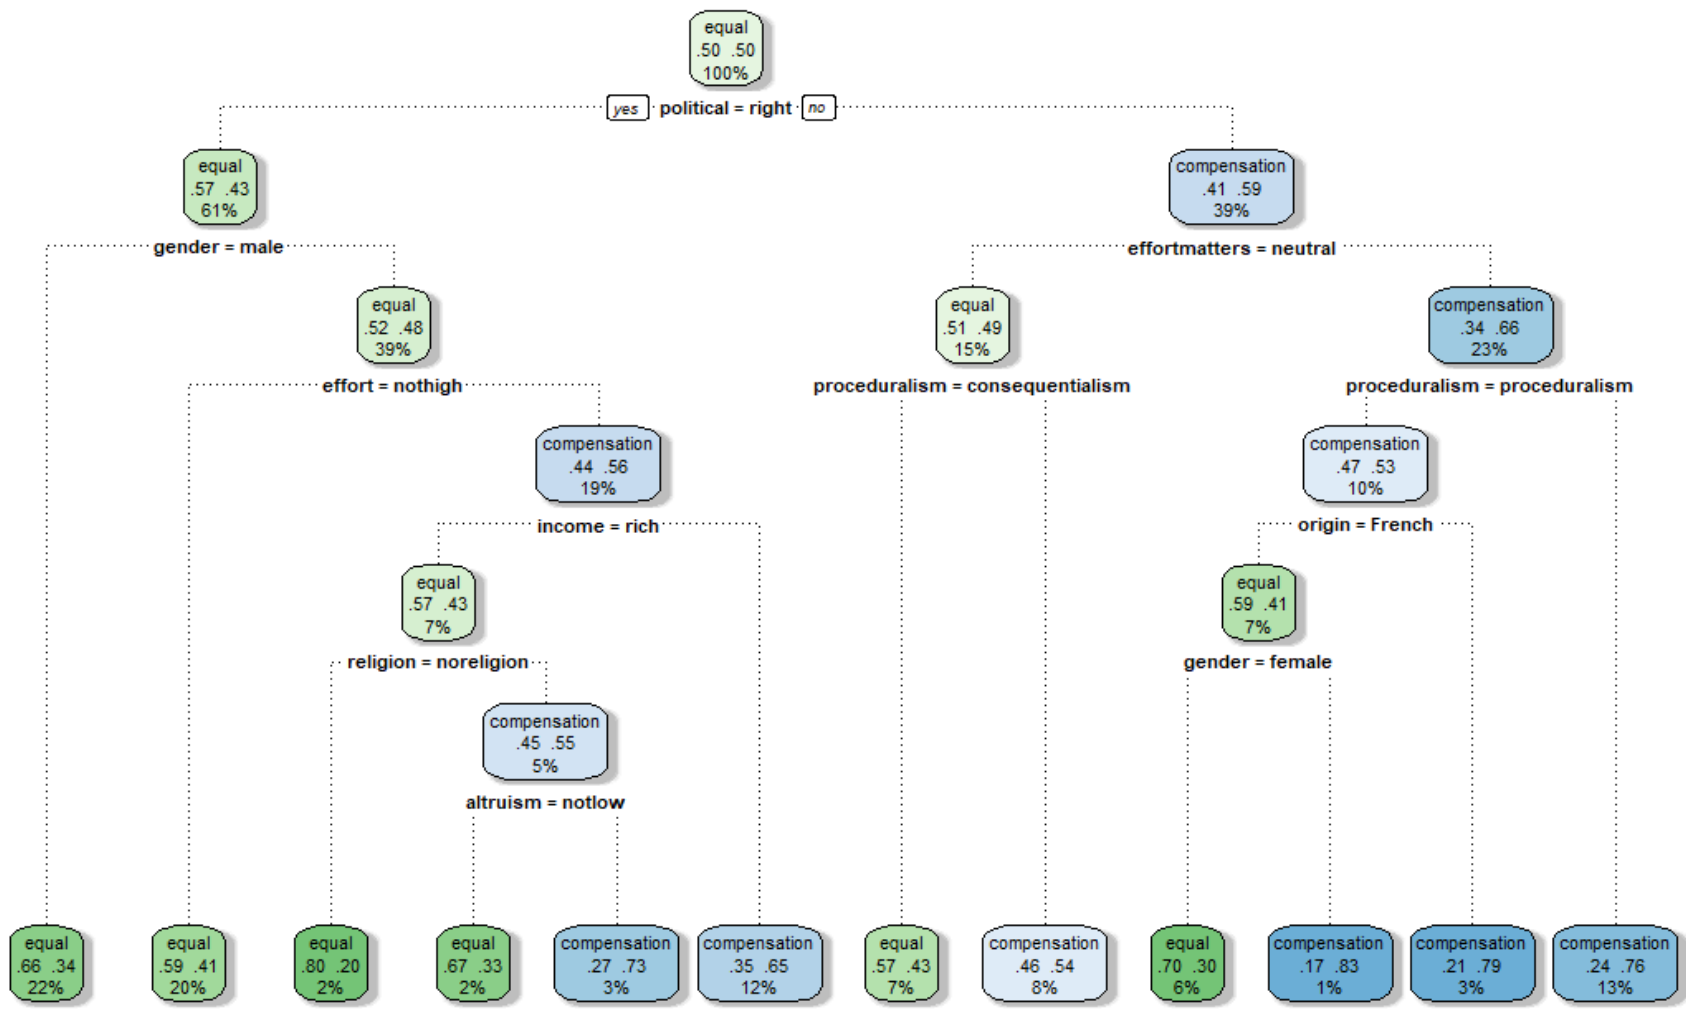 equal
.50 .50
100%
yes political = right no
equal
.57 .43
61%
compensation
.41 .59
39%
gender = male
effortmatters = neutral
equal
.52 .48
39%
equal
.51 .49
15%
compensation
.34 .66
23%
effort = nothigh
proceduralism = consequentialism
proceduralism = proceduralism
compensation
.44 .56
19%
compensation
.47 .53
10%
income = rich
origin = French
equal
.57 .43
7%
equal
.59 .41
7%
religion = noreligion
gender = female
compensation
.45 .55
5%
altruism = notlow
equal
.66 .34
22%
equal
.59 .41
20%
equal
.80 .20
2%
equal
.67 .33
2%
compensation
.27 .73
3%
compensation
.35 .65
12%
equal
.57 .43
7%
compensation
.46 .54
8%
equal
.70 .30
6%
compensation
.17 .83
1%
compensation
.21 .79
3%
compensation
.24 .76
13%